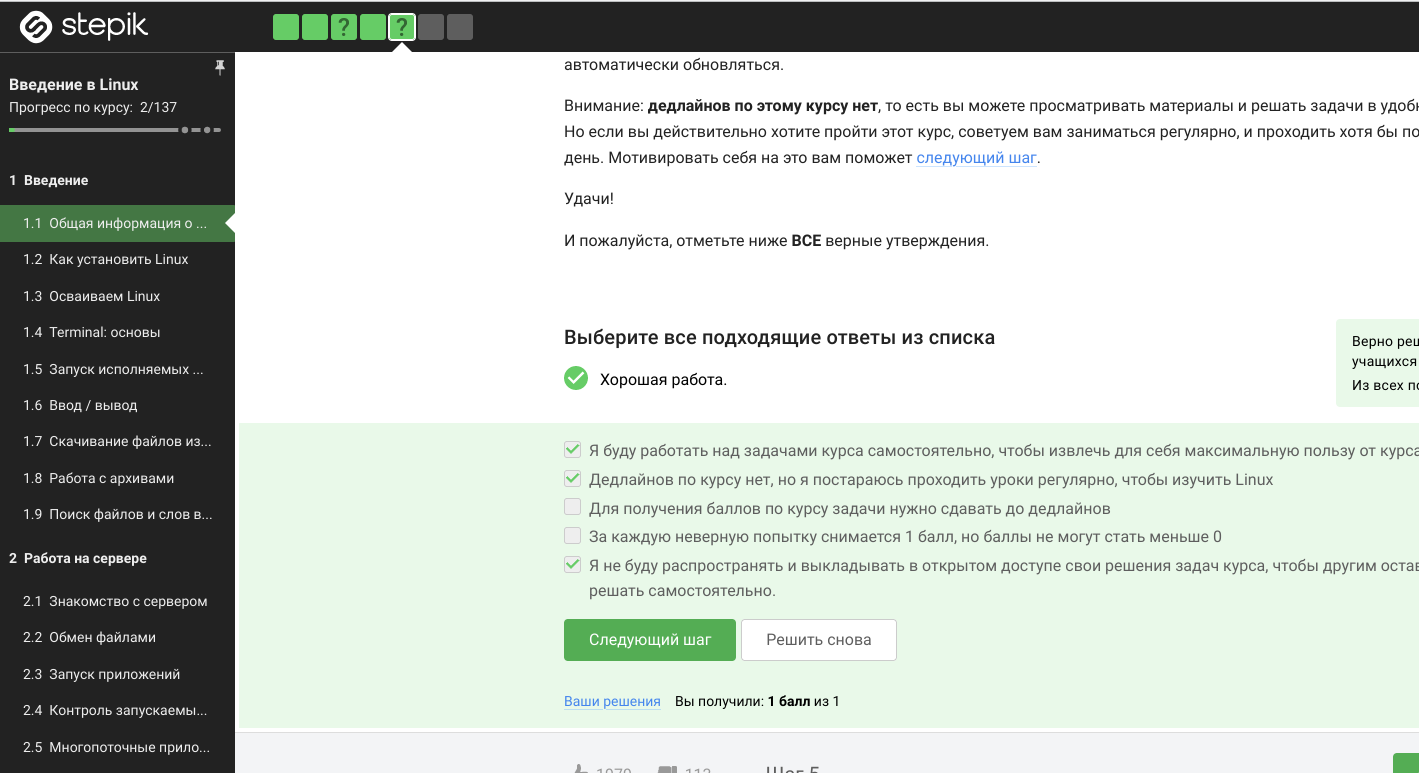 stepik
?
?
Введение в Linux
Прогресс по курсу: 2/137
1 Введение
1.1 Общая информация о ...
1.2 Как установить Linux
1.3 Осваиваем Linux
1.4 Terminal: основы
1.5 Запуск исполняемых ...
1.6 Ввод / вывод
1.7 Скачивание файлов из...
1.8 Работа с архивами
1.9 Поиск файлов и слов в...
2 Работа на сервере
2.1 Знакомство с сервером
2.2 Обмен файлами
2.3 Запуск приложений
2.4 Контроль запускаемы...
2.5 Многопоточные прило...
автоматически обновляться.
Внимание: дедлайнов по этому курсу нет, то есть вы можете просматривать материалы и решать задачи в удобн
Но если вы действительно хотите пройти этот курс, советуем вам заниматься регулярно, и проходить хотя бы по
день. Мотивировать себя на это вам поможет следующий шаг.
Удачи!
И пожалуйста, отметьте ниже ВСЕ верные утверждения.
Выберите все подходящие ответы из списка
Хорошая работа.
Верно реш
учащихся
Из всех по
Я буду работать над задачами курса самостоятельно, чтобы извлечь для себя максимальную пользу от курса
Дедлайнов по курсу нет, но я постараюсь проходить уроки регулярно, чтобы изучить Linux
Для получения баллов по курсу задачи нужно сдавать до дедлайнов
За каждую неверную попытку снимается 1 балл, но баллы не могут стать меньше 0
Я не буду распространять и выкладывать в открытом доступе свои решения задач курса, чтобы другим остав
решать самостоятельно.
Следующий шаг
Решить снова
Ваши решения Вы получили: 1 балл из 1
Шаг 5